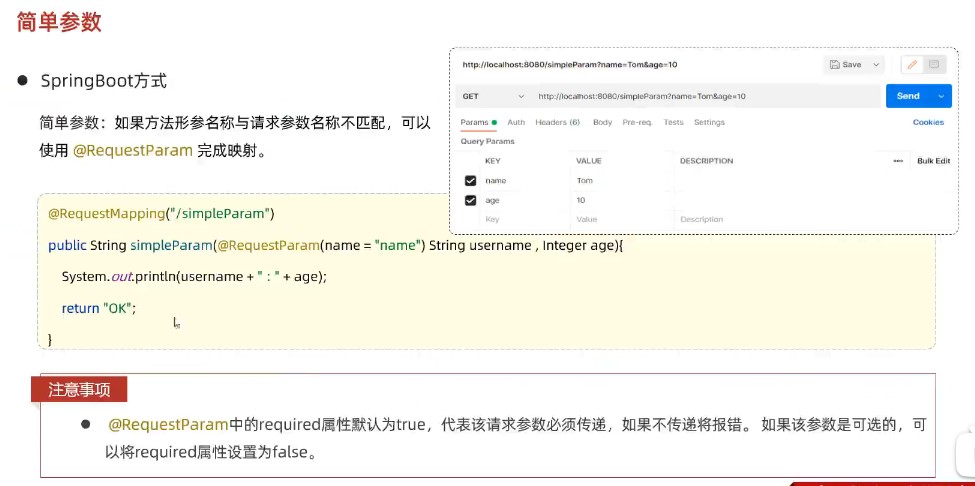 简单参数
● SpringBoot方式
简单参数：如果方法形参名称与请求参数名称不匹配，可以
使用 @RequestParam 完成映射。
http://localhost:8080/simpleParam?name=Tom&age=10
Save
GET http://localhost:8080/simpleParam?name=Tom&age=10 Send
Params Auth Headers (6) Body Pre-req. Tests Settings Cookies
Query Params
KEY VALUE DESCRIPTION ••• Bulk Edit
name Tom
age 10
Key Value Description
@RequestMapping("/simpleParam")
public String simpleParam(@RequestParam(name = "name") String username , Integer age){
System.out.println(username + " : " + age);
return "OK";
}
注意事项
● @RequestParam中的required属性默认为true，代表该请求参数必须传递，如果不传递将报错。 如果该参数是可选的，可
以将required属性设置为false。